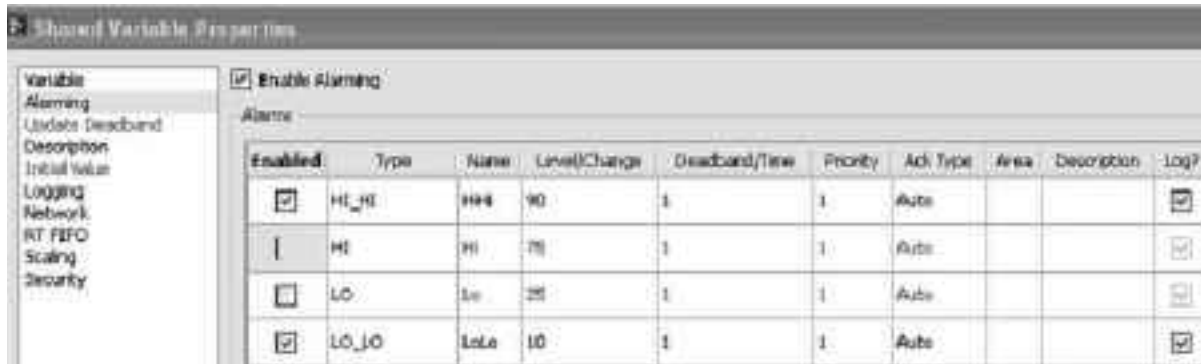 Shared Variable Properties
Variable
Alarming
Update Deadband
Description
Initial Value
Logging
Network
RT FIFO
Scaling
Security
Enable Alarming
Alarms
Enabled Type Name Level/Change Deadband/Time Priority Ack Type Area Description Log?
HI_HI HiHi 90 1 1 Auto
HI Hi 75 1 1 Auto
LO Lo 25 1 1 Auto
LO_LO LoLo 10 1 1 Auto